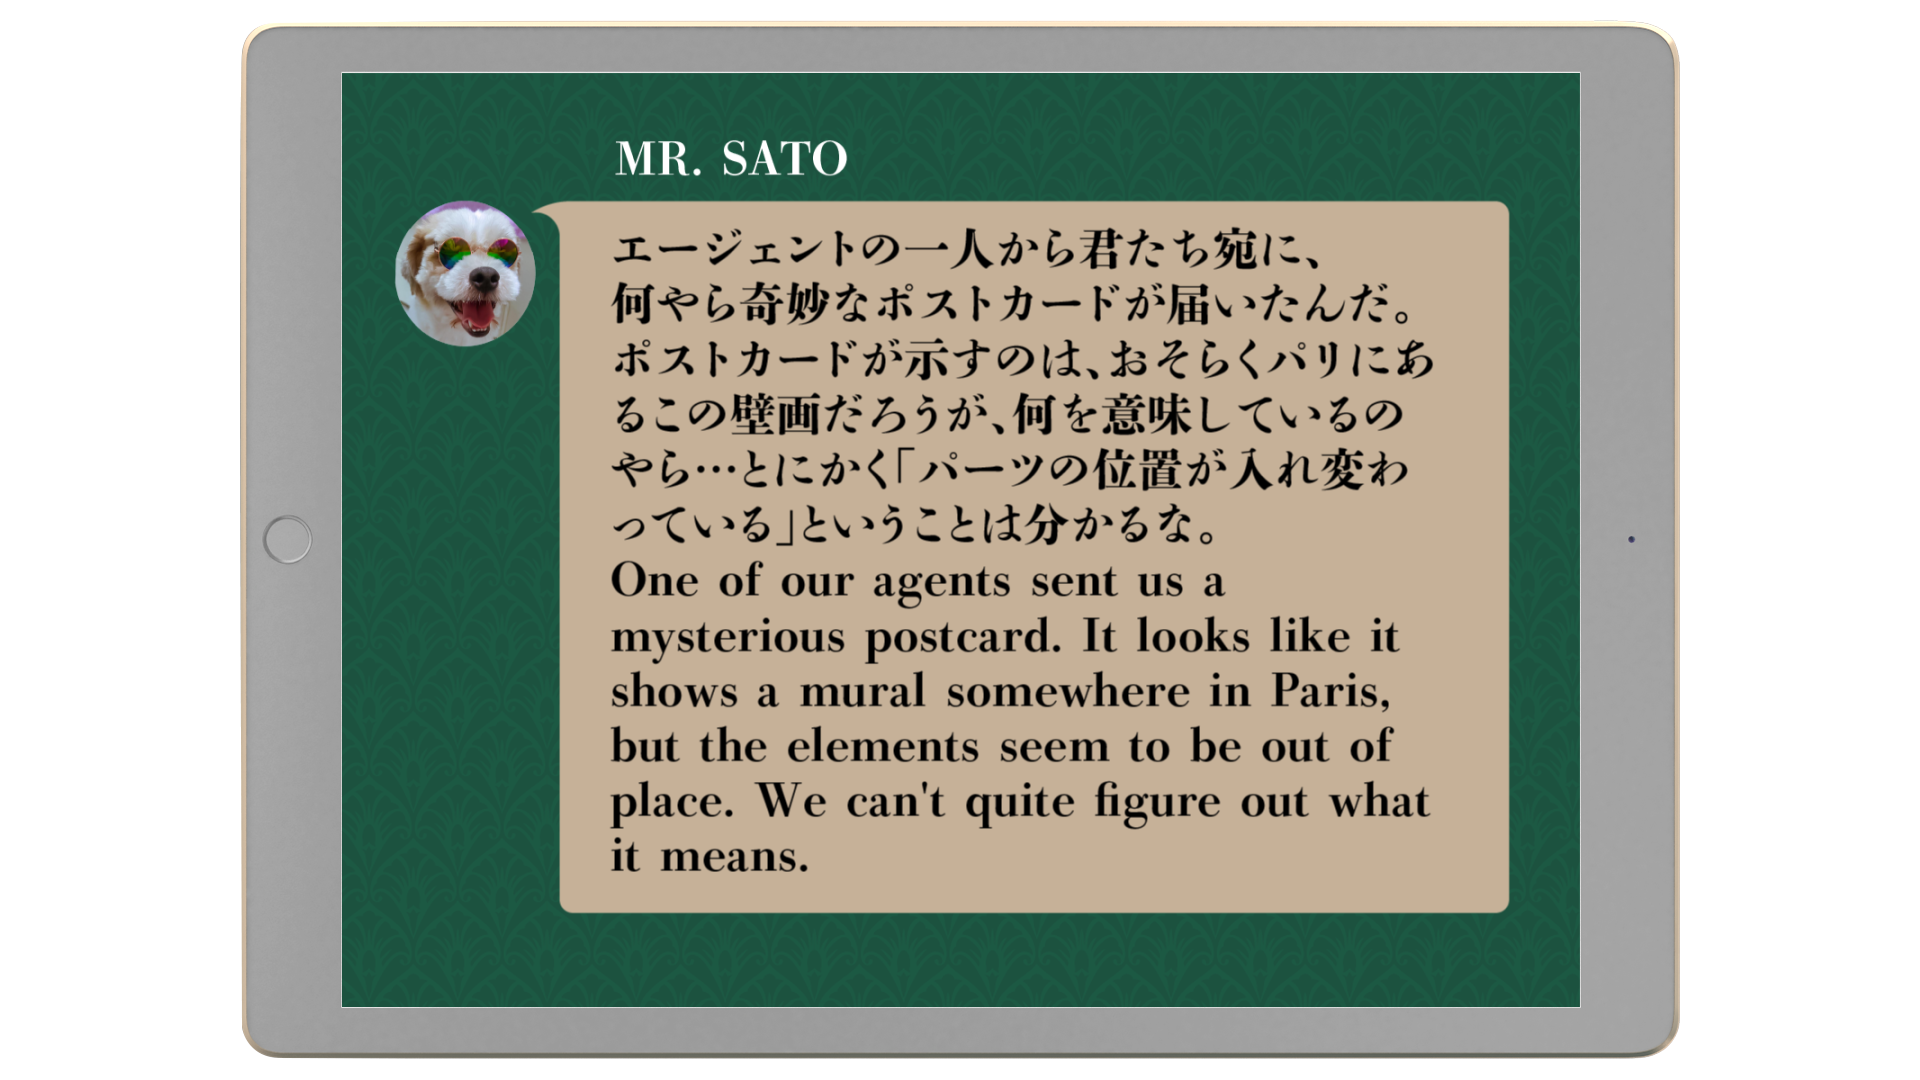 MR. SATO
エージェントの一人から君たち宛に、
何やら奇妙なポストカードが届いたんだ。
ポストカードが示すのは、おそらくパリにあ
るこの壁画だろうが、何を意味しているの
やら…とにかく「パーツの位置が入れ変わ
っている」ということは分かるな。
One of our agents sent us a
mysterious postcard. It looks like it
shows a mural somewhere in Paris,
but the elements seem to be out of
place. We can't quite figure out what
it means.